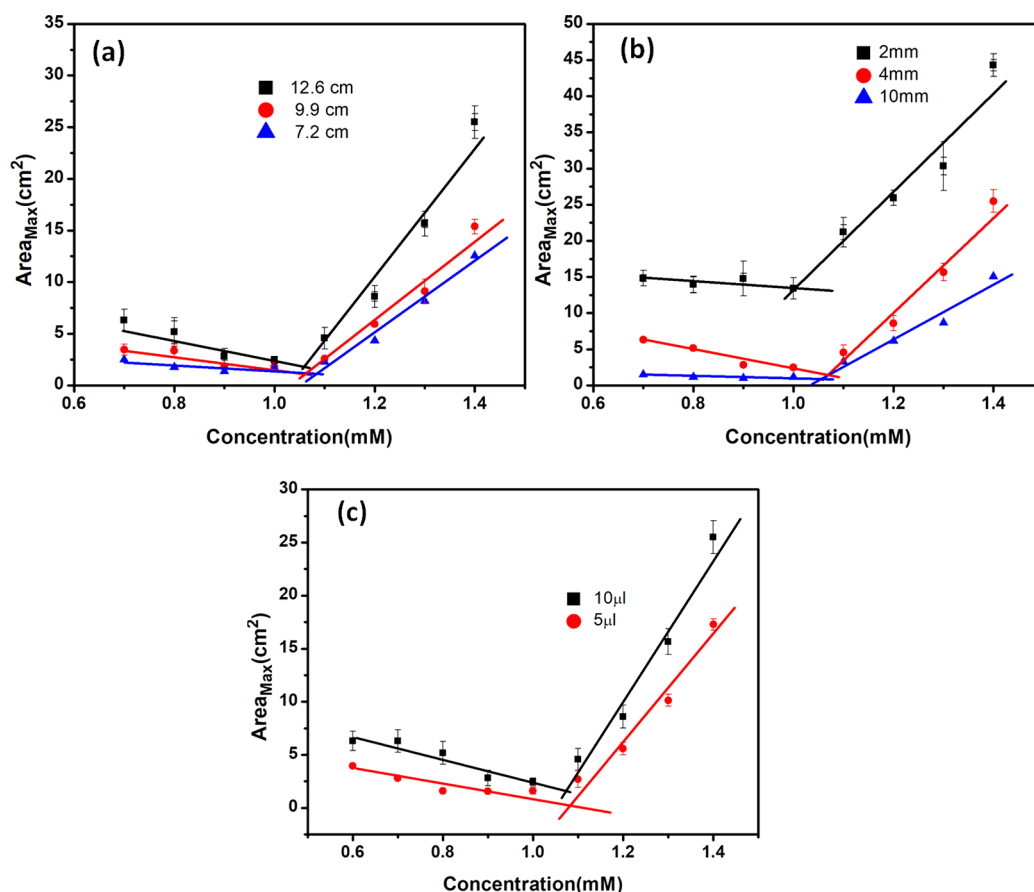 (a)
12.6 cm
9.9 cm
7.2 cm
Area_Max(cm²)
35
30
25
20
15
10
5
0
0.6 0.8 1.0 1.2 1.4
Concentration(mM)
(b)
2mm
4mm
10mm
Area_Max(cm²)
50
45
40
35
30
25
20
15
10
5
0
0.6 0.8 1.0 1.2 1.4
Concentration(mM)
(c)
10μl
5μl
Area_Max(cm²)
30
25
20
15
10
5
0
0.6 0.8 1.0 1.2 1.4
Concentration(mM)